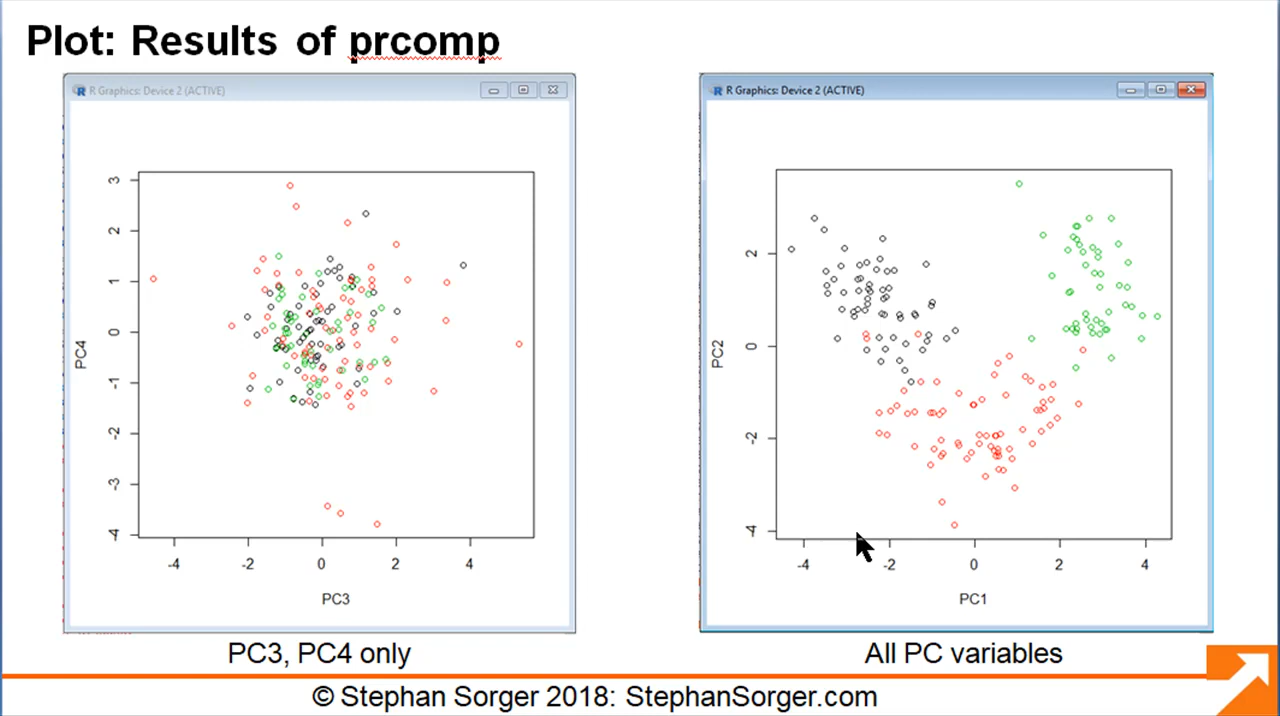 Plot: Results of prcomp
R Graphics: Device 2 (ACTIVE)
3
2
1
0
-1
-2
-3
-4
PC4
-4
-2
0
2
4
PC3
PC3, PC4 only
R Graphics: Device 2 (ACTIVE)
2
0
-2
-4
PC2
-4
-2
0
2
4
PC1
All PC variables
© Stephan Sorger 2018: StephanSorger.com